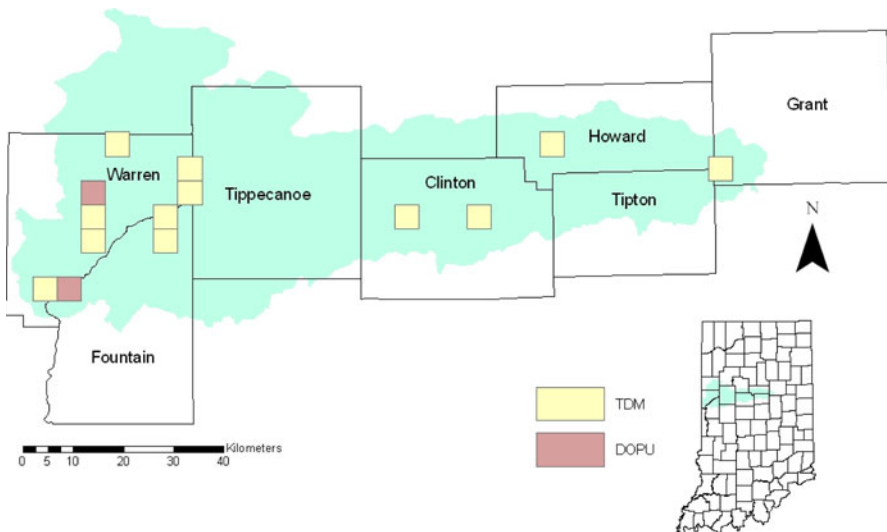 Grant
Howard
Warren
Clinton
Tippecanoe
Tipton
N
Fountain
TDM
DOPU
Kilometers
0 5 10 20 30 40